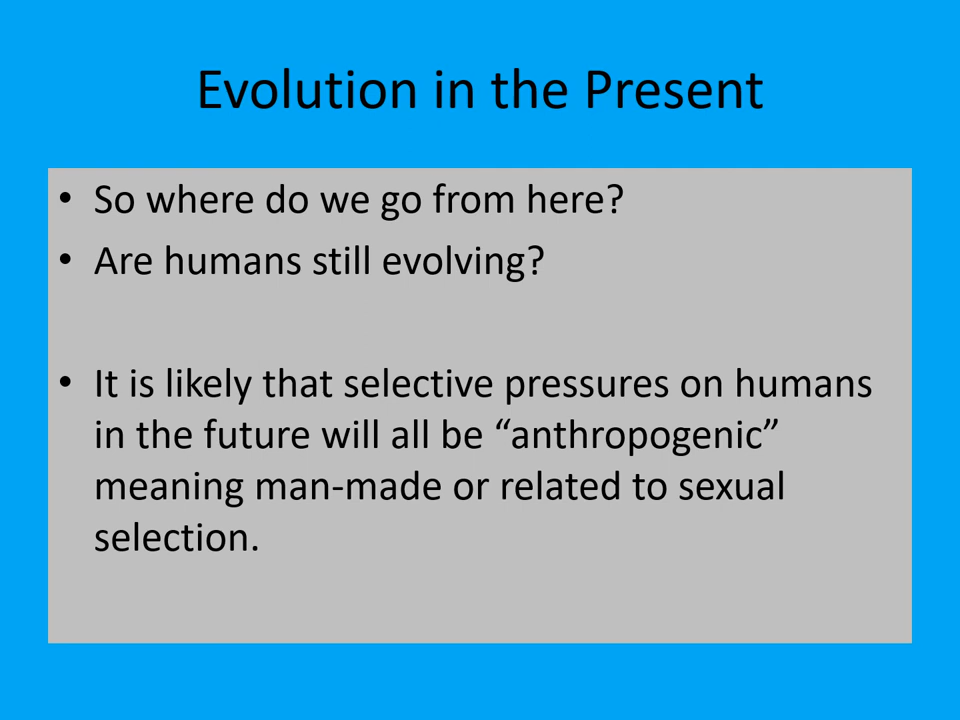 Evolution in the Present
• So where do we go from here?
• Are humans still evolving?
• It is likely that selective pressures on humans
in the future will all be “anthropogenic”
meaning man-made or related to sexual
selection.